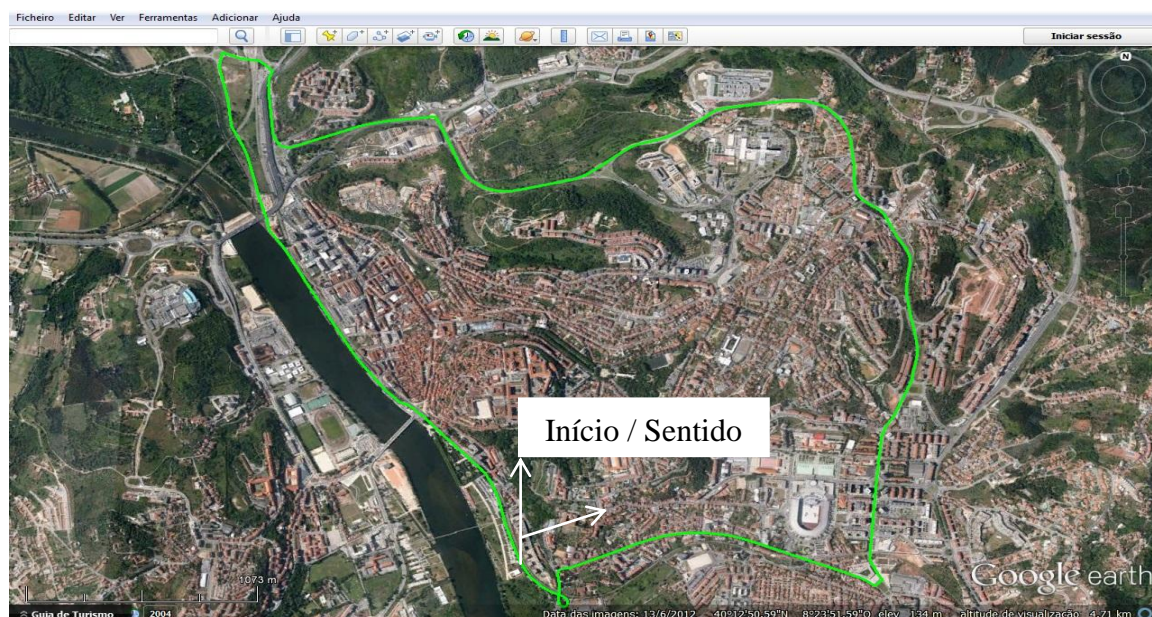 Ficheiro Editar Ver Ferramentas Adicionar Ajuda
Iniciar sessão
N
Início / Sentido
1073 m
Google earth
Guia de Turismo 2004 Data das imagens: 13/6/2012 40°12'50.59"N 8°23'51.59"O elev 134 m altitude de visualização 4.71 km